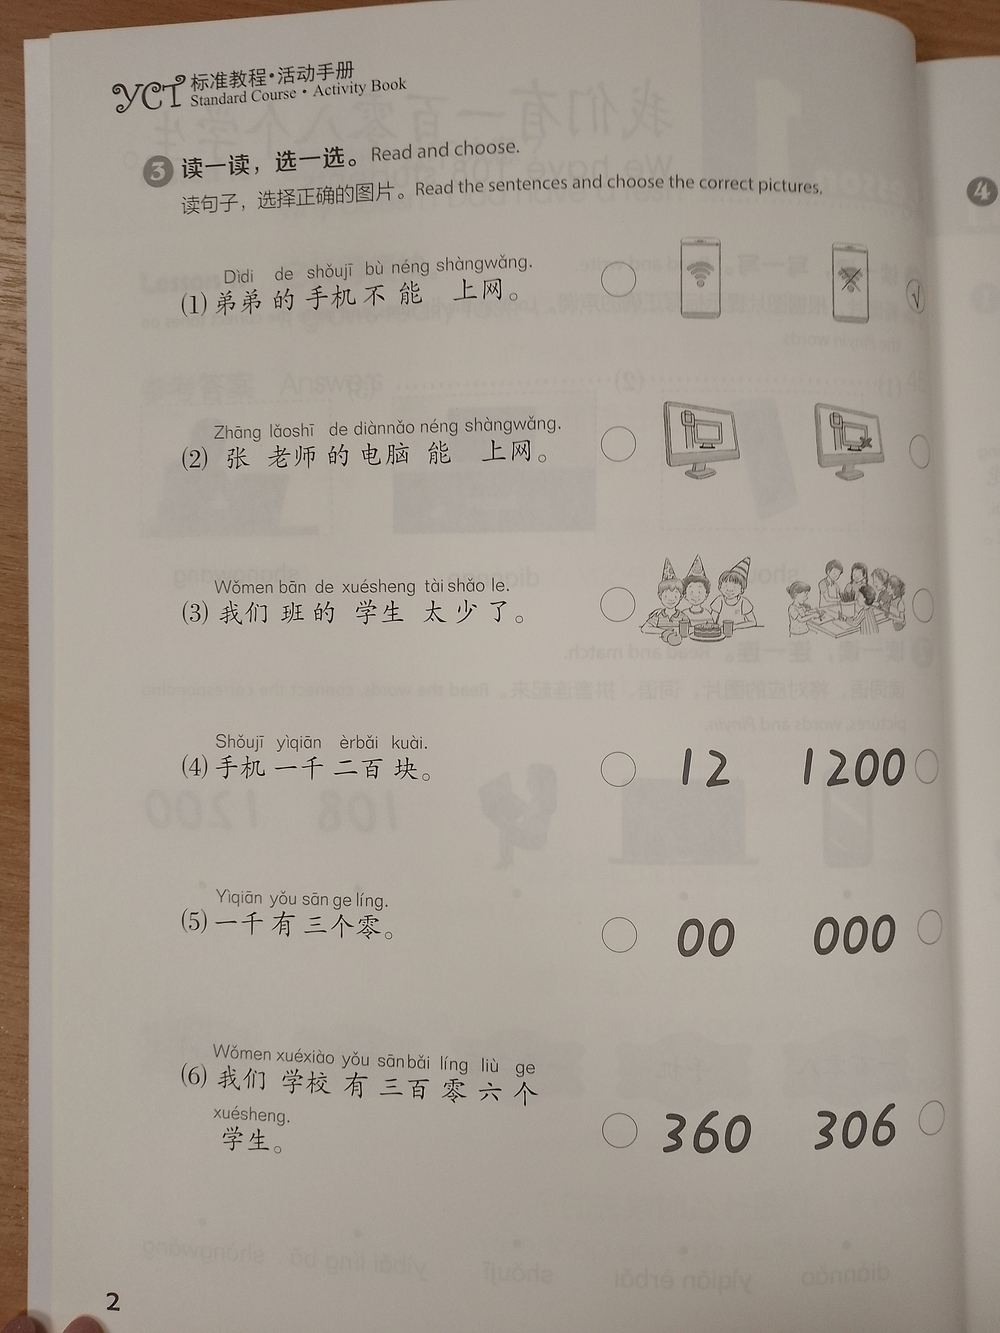 YCT 标准教程·活动手册
Standard Course · Activity Book
3 读一读，选一选。Read and choose.
读句子，选择正确的图片。Read the sentences and choose the correct pictures.
4
Dìdi de shǒujī bù néng shàngwǎng.
(1) 弟弟 的 手机 不 能 上网。
√
Zhāng lǎoshī de diànnǎo néng shàngwǎng.
(2) 张 老师 的 电脑 能 上网。
Wǒmen bān de xuésheng tài shǎo le.
(3) 我们 班 的 学生 太 少 了。
Shǒujī yìqiān èrbǎi kuài.
(4) 手机 一千 二百 块。 12 1200
Yìqiān yǒu sān ge líng.
(5) 一千 有 三个零。 00 000
Wǒmen xuéxiào yǒu sānbǎi líng liù ge
(6) 我们 学校 有 三百 零 六 个
xuésheng.
学生。 360 306
2